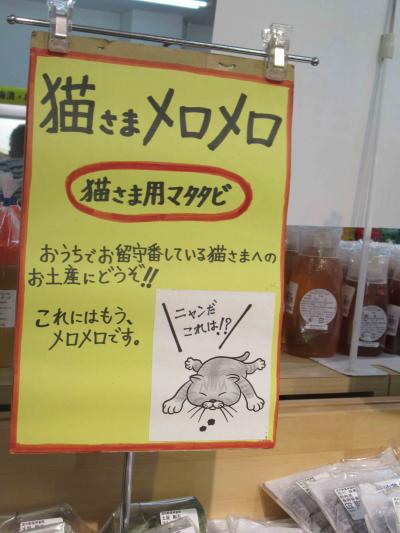 猫さまメロメロ
猫さま用マタタビ
おうちでお留守番している猫さまへの
お土産にどうぞ!!
これにはもう、
メロメロです。
ニャンだ
これは!?